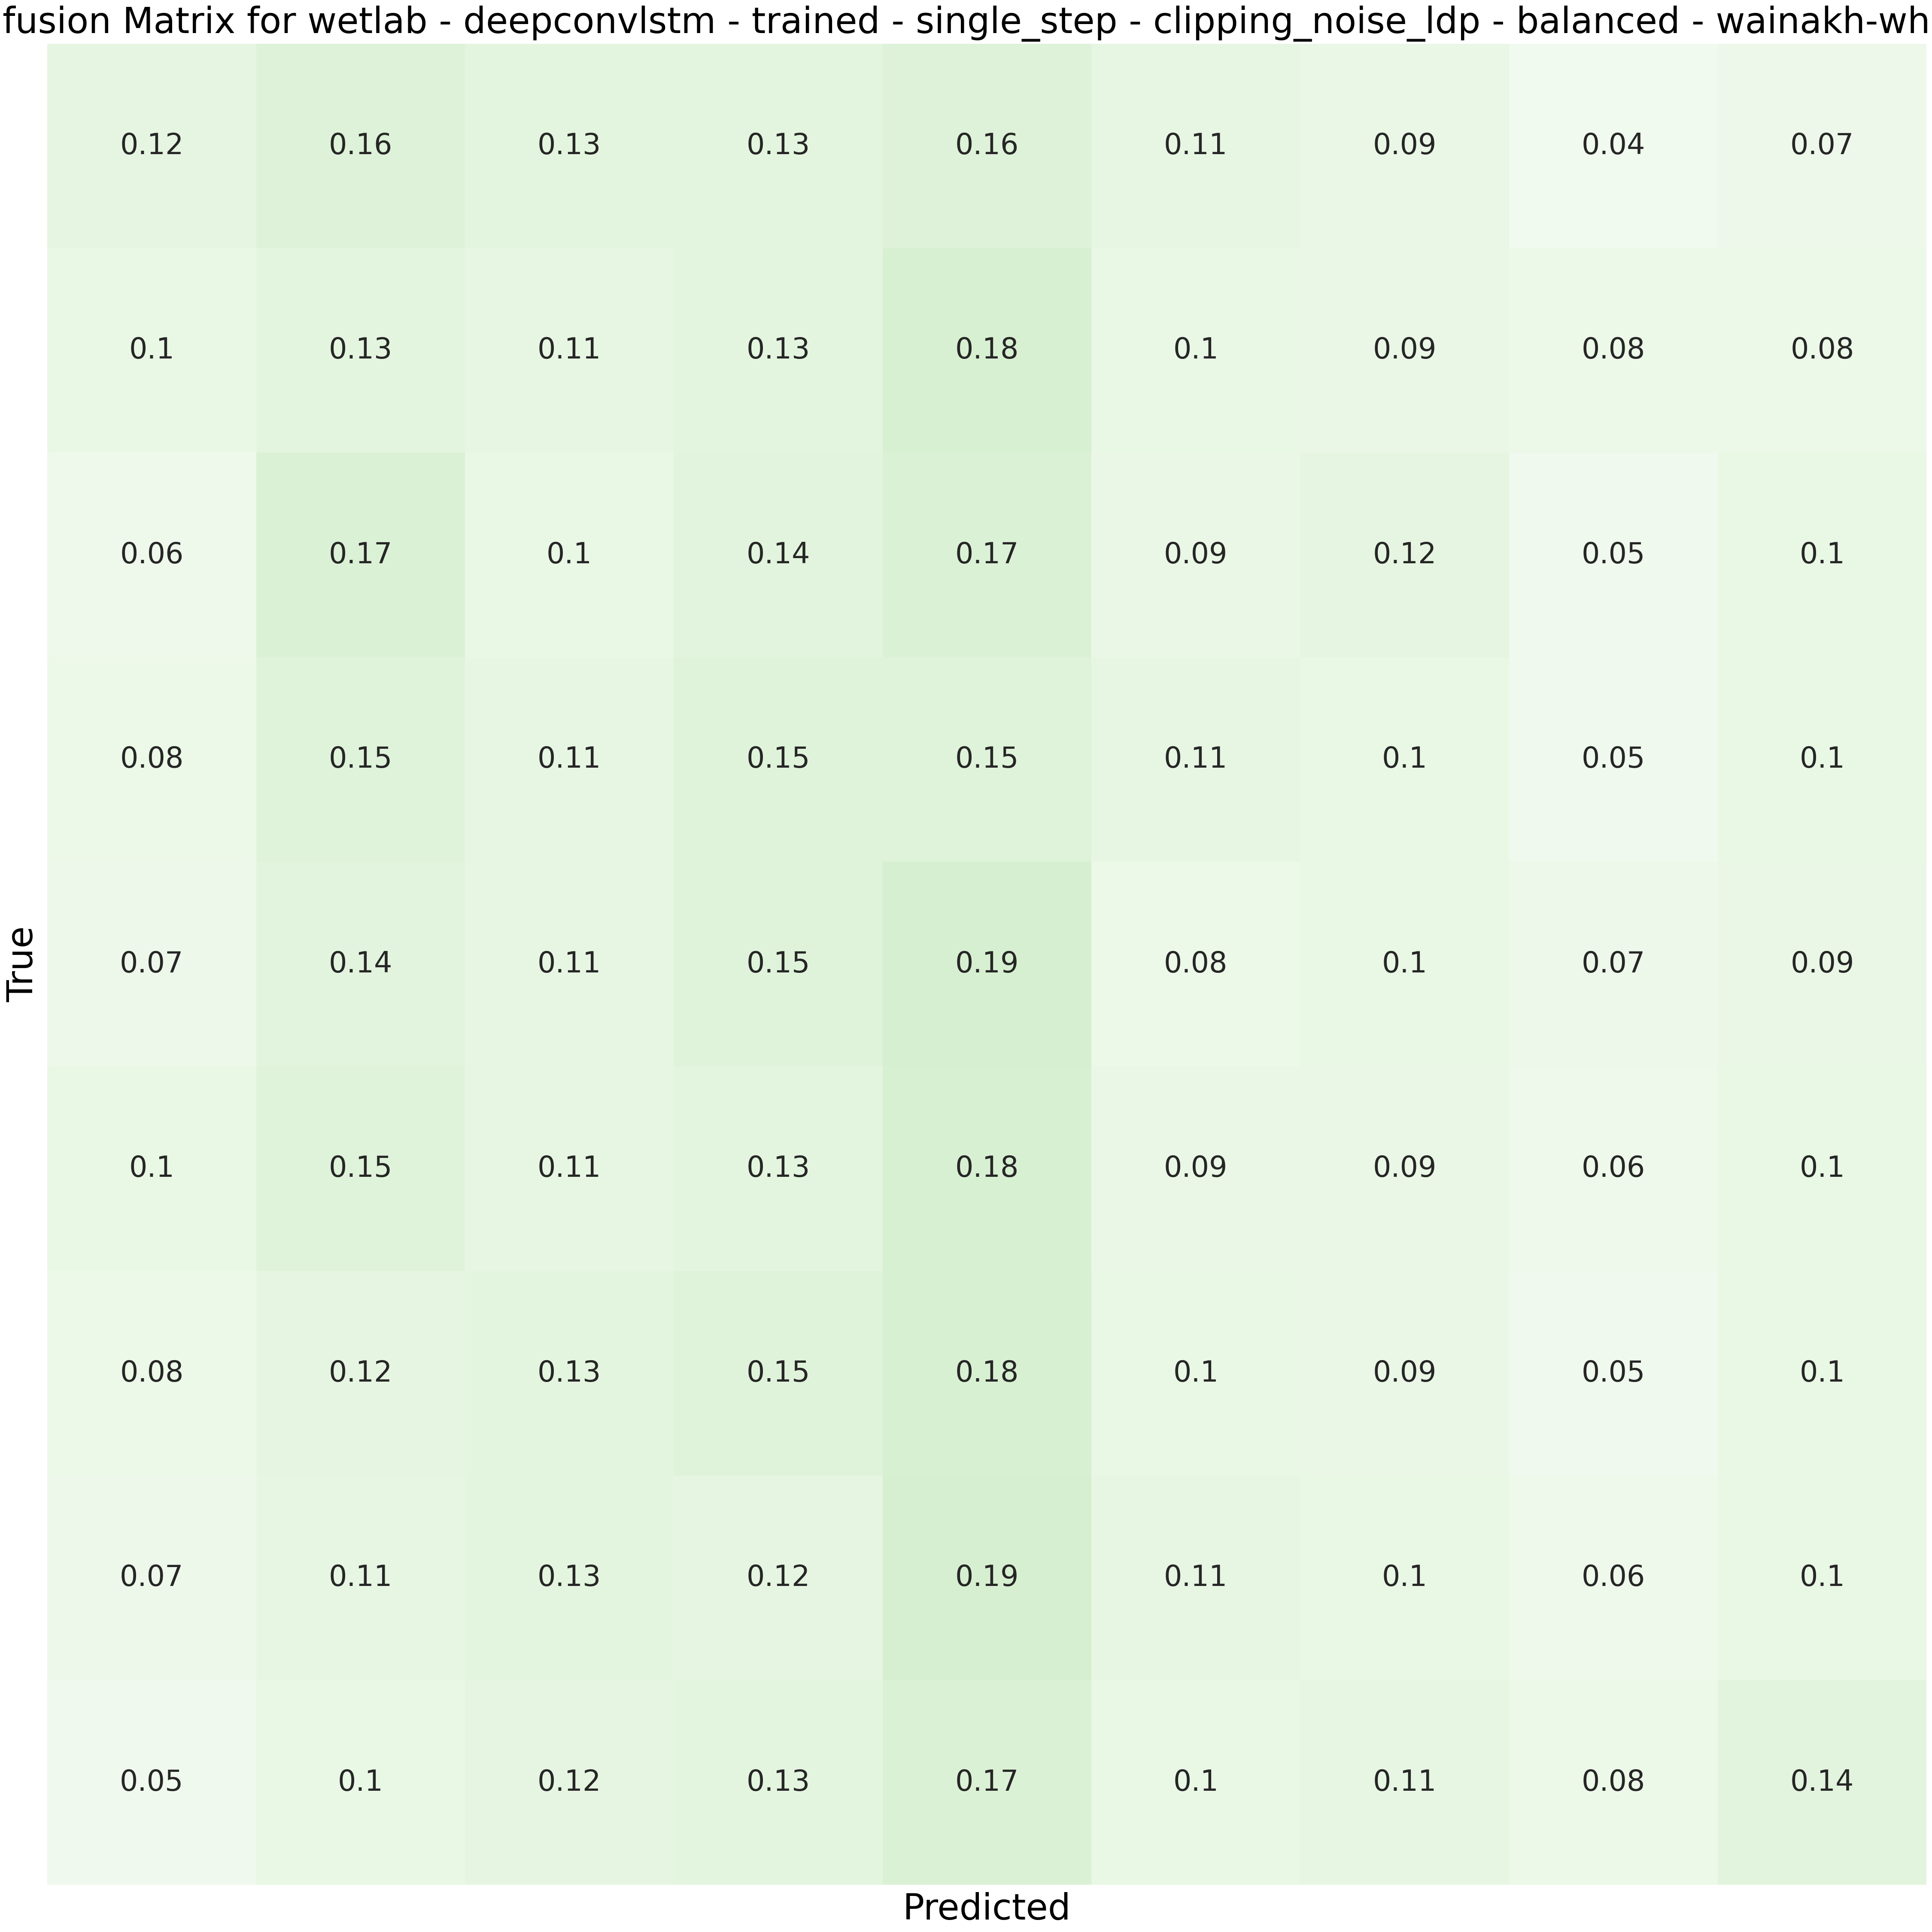 fusion Matrix for wetlab - deepconvlstm - trained - single_step - clipping_noise_ldp - balanced - wainakh-wh
0.12 0.16 0.13 0.13 0.16 0.11 0.09 0.04 0.07
0.1 0.13 0.11 0.13 0.18 0.1 0.09 0.08 0.08
0.06 0.17 0.1 0.14 0.17 0.09 0.12 0.05 0.1
0.08 0.15 0.11 0.15 0.15 0.11 0.1 0.05 0.1
0.07 0.14 0.11 0.15 0.19 0.08 0.1 0.07 0.09
True
0.1 0.15 0.11 0.13 0.18 0.09 0.09 0.06 0.1
0.08 0.12 0.13 0.15 0.18 0.1 0.09 0.05 0.1
0.07 0.11 0.13 0.12 0.19 0.11 0.1 0.06 0.1
0.05 0.1 0.12 0.13 0.17 0.1 0.11 0.08 0.14
Predicted